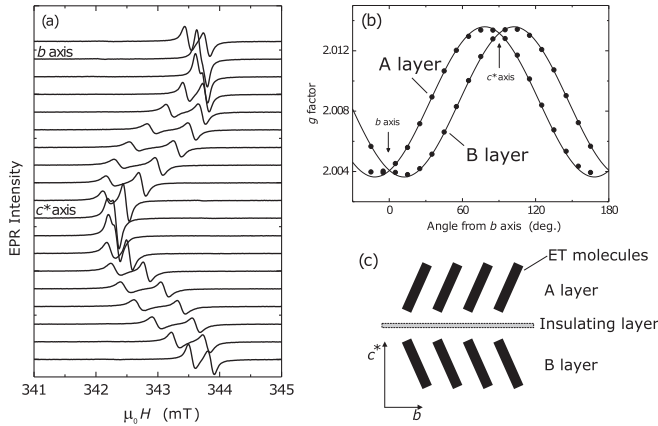 (a)
b axis
c* axis
EPR Intensity
341 342 343 344 345
μ₀H (mT)
(b)
2.012
2.008
2.004
g factor
A layer
c* axis
b axis
B layer
0 60 120 180
Angle from b axis (deg.)
(c)
ET molecules
A layer
Insulating layer
c*
B layer
b